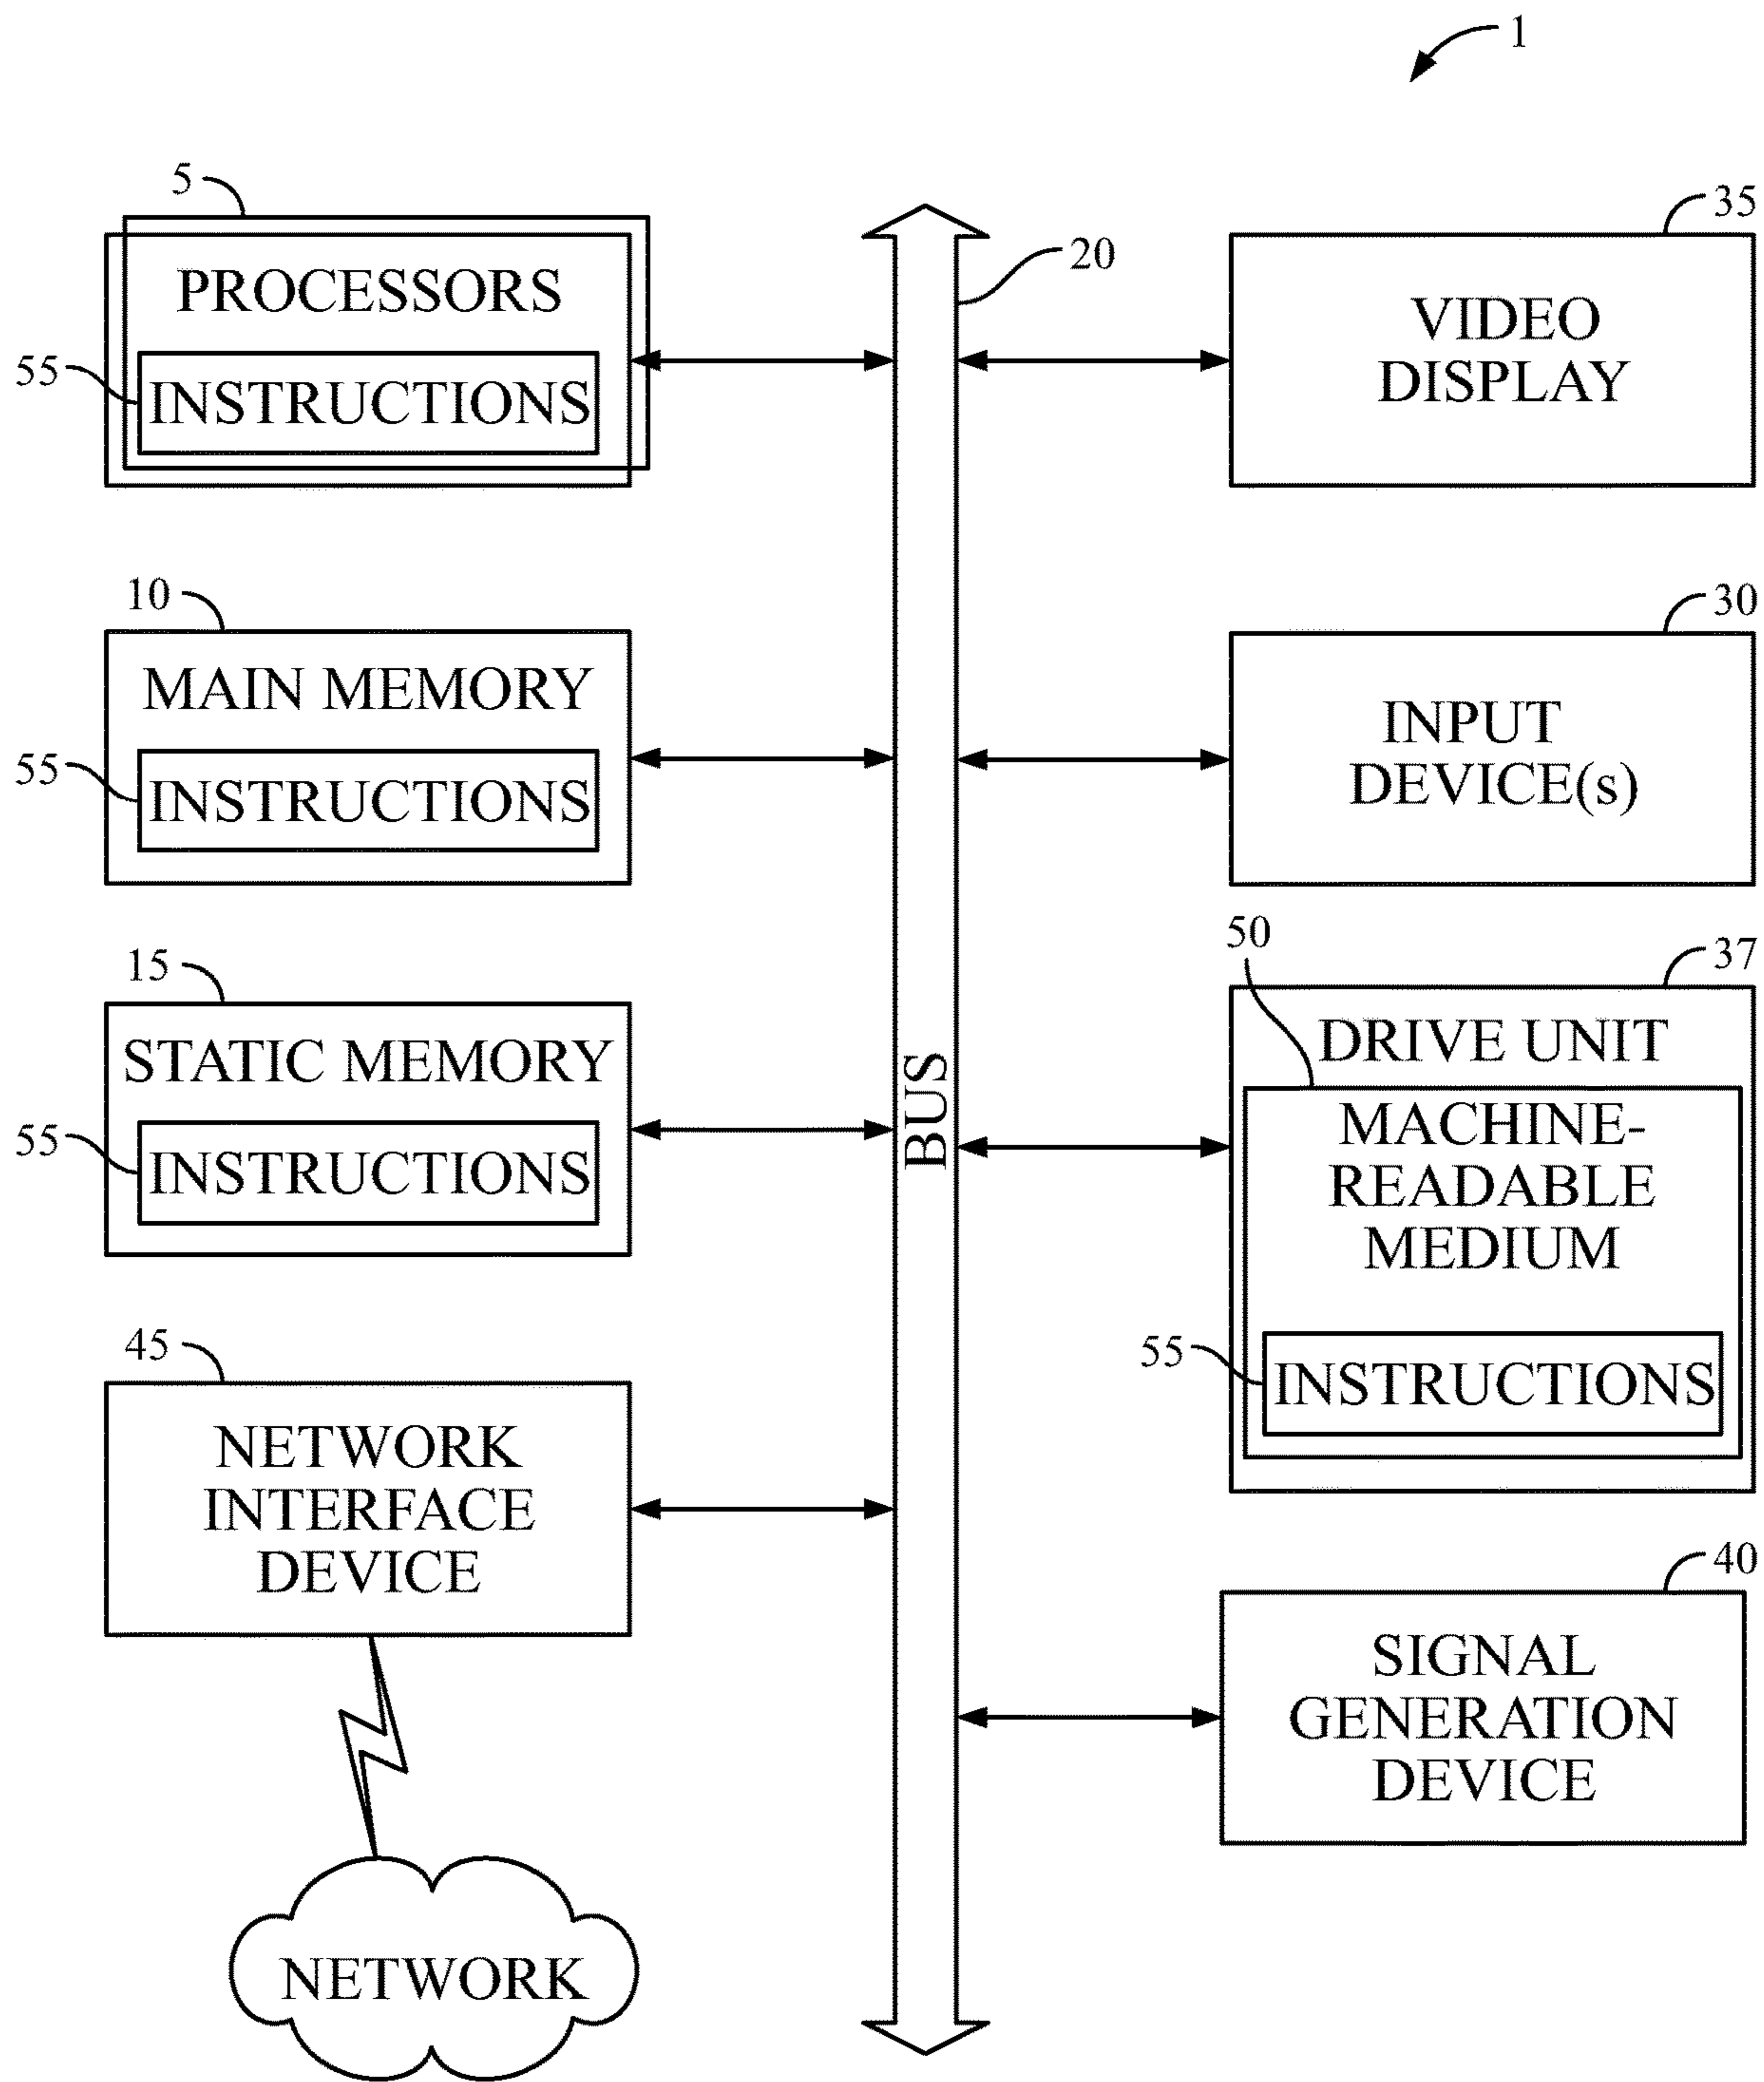 1
5
PROCESSORS
55
INSTRUCTIONS
10
MAIN MEMORY
55
INSTRUCTIONS
15
STATIC MEMORY
55
INSTRUCTIONS
45
NETWORK
INTERFACE
DEVICE
NETWORK
20
BUS
35
VIDEO
DISPLAY
30
INPUT
DEVICE(s)
37
50
DRIVE UNIT
MACHINE-
READABLE
MEDIUM
55
INSTRUCTIONS
40
SIGNAL
GENERATION
DEVICE